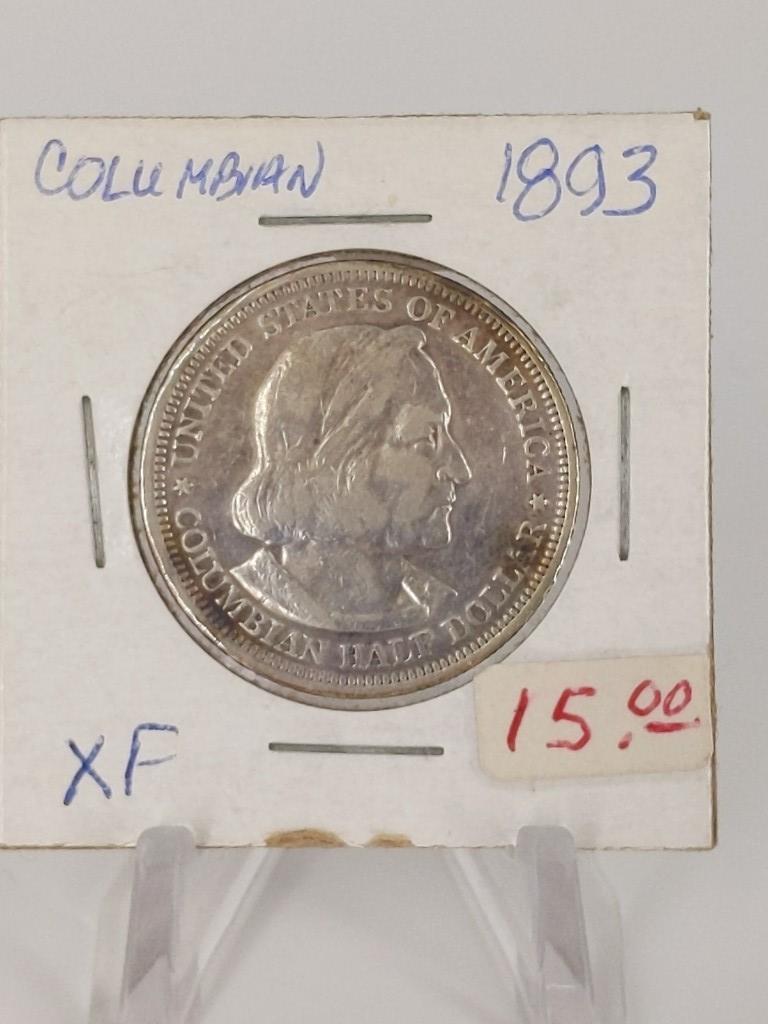 COLUMBIAN 1893
UNITED STATES OF AMERICA
COLUMBIAN HALF DOLLAR
XF
15.00